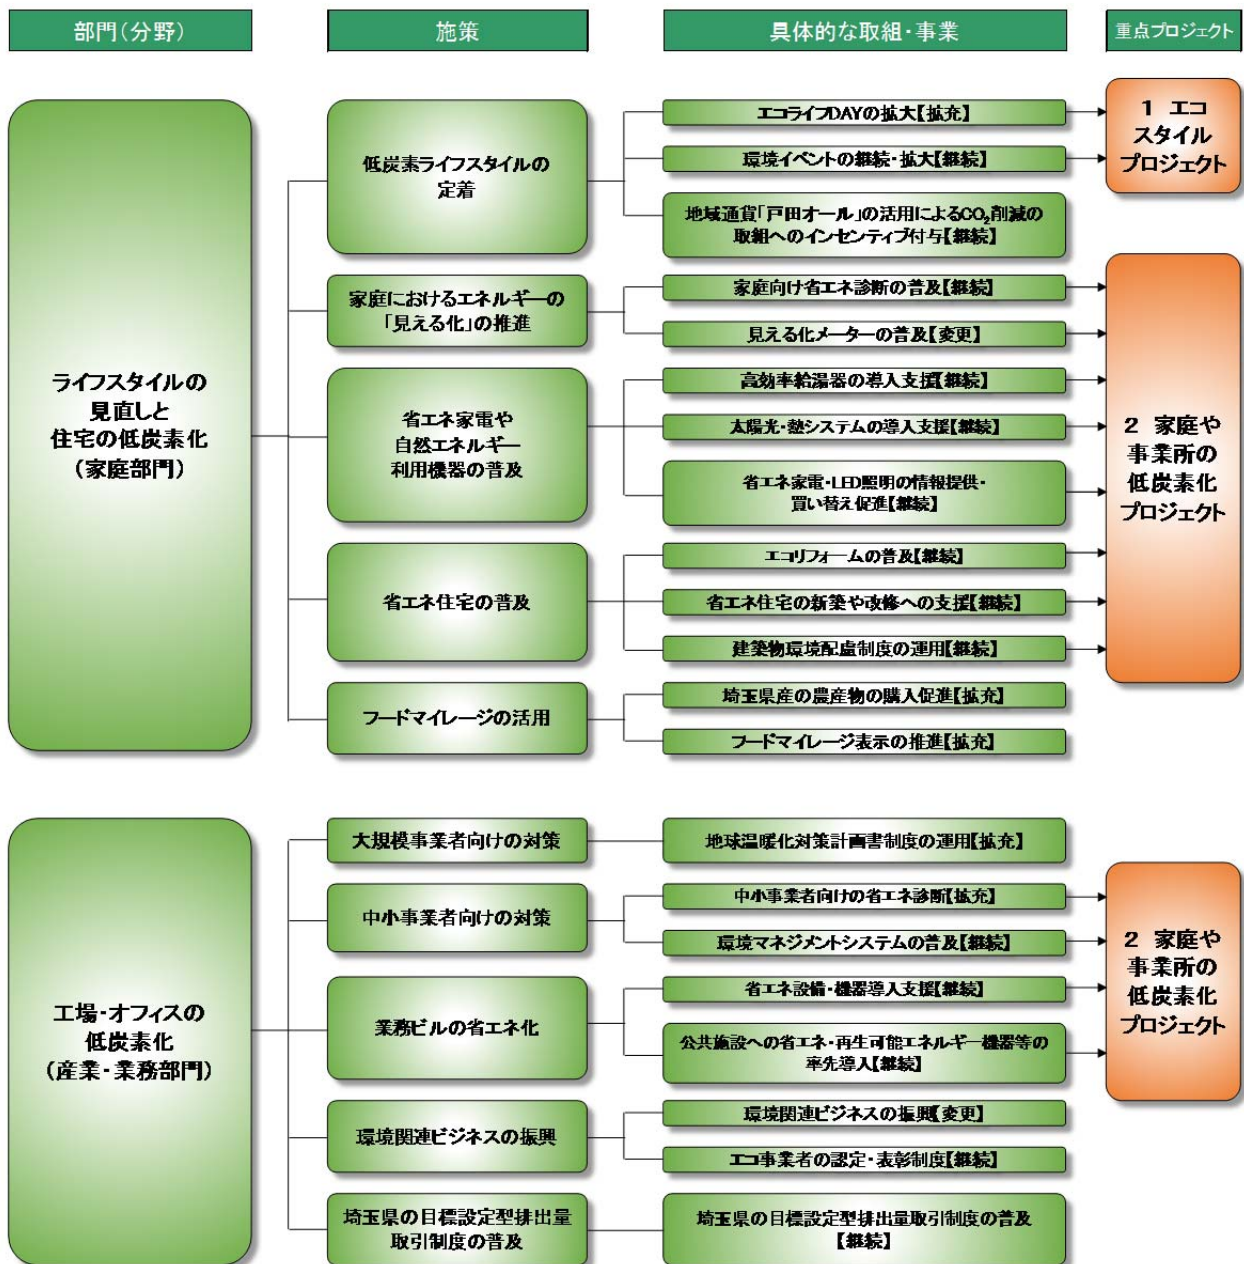 部門(分野)
施策
具体的な取組・事業
重点プロジェクト
ライフスタイルの
見直しと
住宅の低炭素化
(家庭部門)
低炭素ライフスタイルの
定着
エコライフDAYの拡大【拡充】
環境イベントの継続・拡大【継続】
地域通貨「戸田オール」の活用によるCO₂削減の
取組へのインセンティブ付与【継続】
1 エコ
スタイル
プロジェクト
家庭におけるエネルギーの
「見える化」の推進
家庭向け省エネ診断の普及【継続】
見える化メーターの普及【変更】
省エネ家電や
自然エネルギー
利用機器の普及
高効率給湯器の導入支援【継続】
太陽光・熱システムの導入支援【継続】
省エネ家電・LED照明の情報提供・
買い替え促進【継続】
省エネ住宅の普及
エコリフォームの普及【継続】
省エネ住宅の新築や改修への支援【継続】
建築物環境配慮制度の運用【継続】
2 家庭や
事業所の
低炭素化
プロジェクト
フードマイレージの活用
埼玉県産の農産物の購入促進【拡充】
フードマイレージ表示の推進【拡充】
工場・オフィスの
低炭素化
(産業・業務部門)
大規模事業者向けの対策
地球温暖化対策計画書制度の運用【拡充】
中小事業者向けの対策
中小事業者向けの省エネ診断【拡充】
環境マネジメントシステムの普及【継続】
業務ビルの省エネ化
省エネ設備・機器導入支援【継続】
公共施設への省エネ・再生可能エネルギー機器等の
率先導入【継続】
2 家庭や
事業所の
低炭素化
プロジェクト
環境関連ビジネスの振興
環境関連ビジネスの振興【変更】
エコ事業者の認定・表彰制度【継続】
埼玉県の目標設定型排出量
取引制度の普及
埼玉県の目標設定型排出量取引制度の普及
【継続】